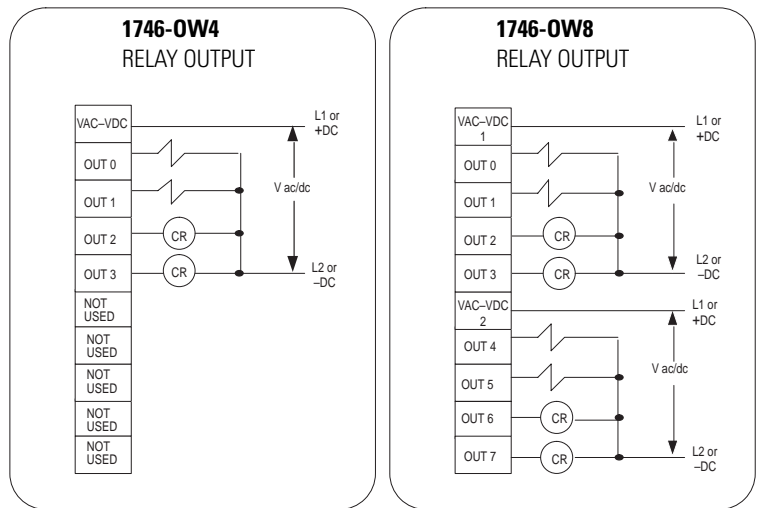 1746-OW4
RELAY OUTPUT
VAC–VDC
L1 or
+DC
OUT 0
OUT 1
V ac/dc
OUT 2
CR
OUT 3
CR
L2 or
–DC
NOT
USED
NOT
USED
NOT
USED
NOT
USED
NOT
USED
1746-OW8
RELAY OUTPUT
VAC–VDC
1
L1 or
+DC
OUT 0
OUT 1
V ac/dc
OUT 2
CR
OUT 3
CR
L2 or
–DC
VAC–VDC
2
L1 or
+DC
OUT 4
OUT 5
V ac/dc
OUT 6
CR
OUT 7
CR
L2 or
–DC